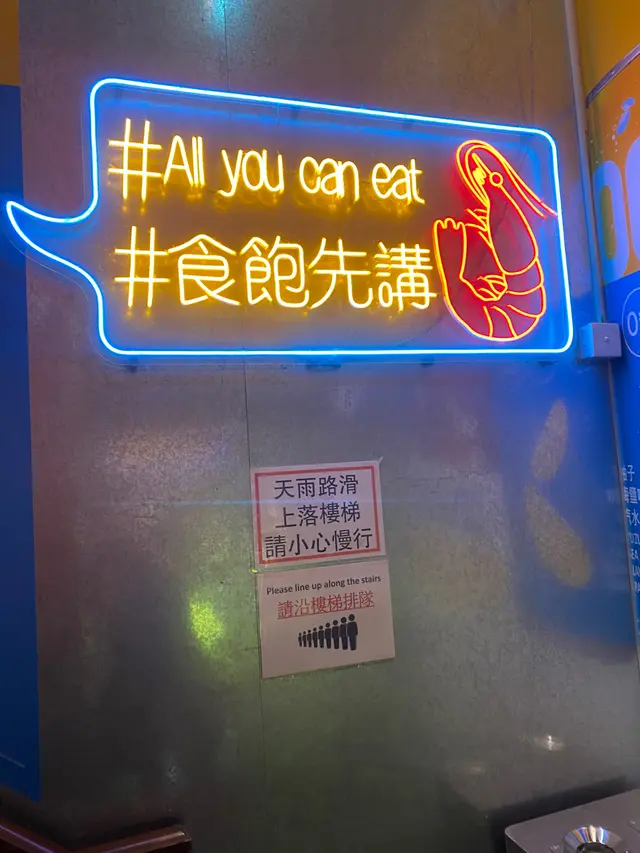 #All you can eat
#食飽先講
天雨路滑
上落樓梯
請小心慢行
Please line up along the stairs
請沿樓梯排隊